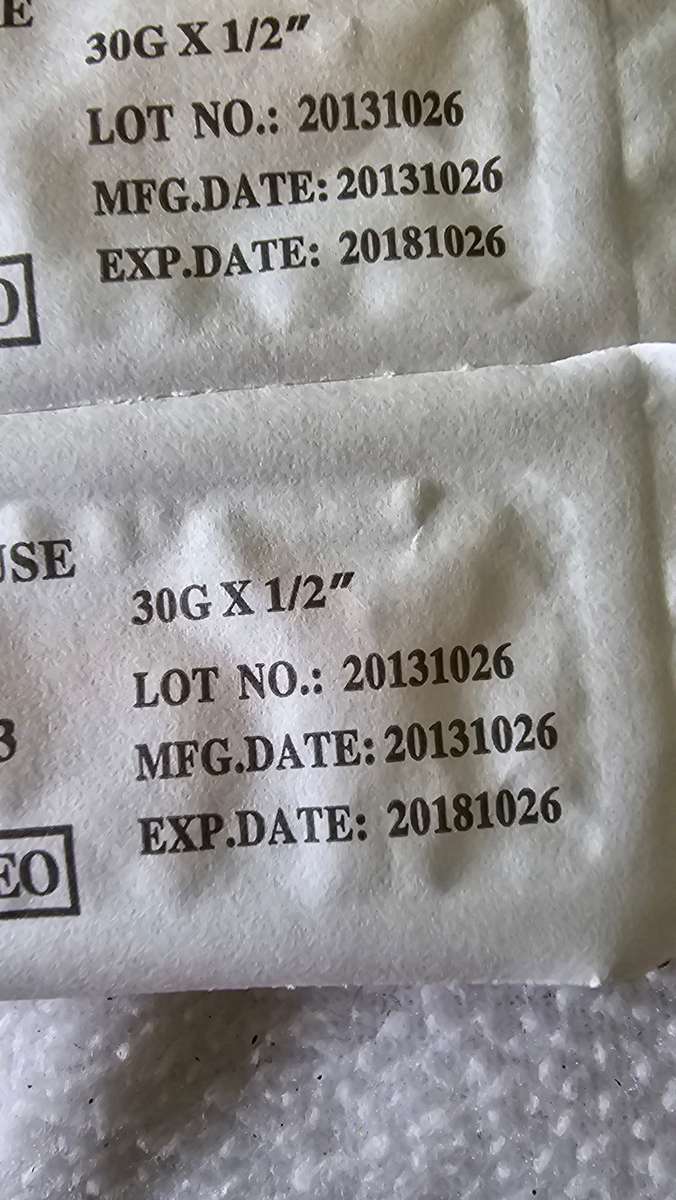 E
30G X 1/2"
LOT NO.: 20131026
MFG.DATE: 20131026
EXP.DATE: 20181026
USE
30G X 1/2"
LOT NO.: 20131026
MFG.DATE: 20131026
3
EXP.DATE: 20181026
EO